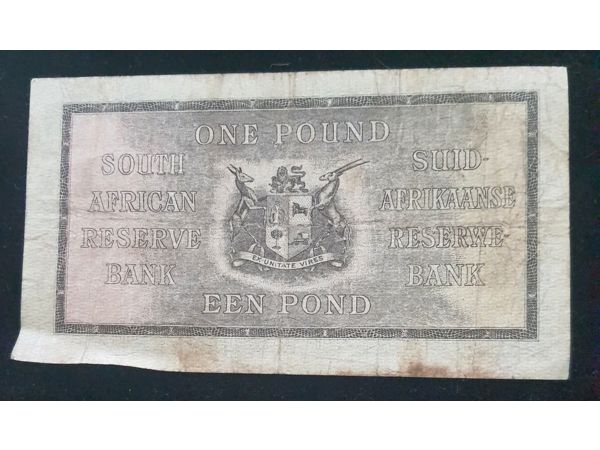 ONE POUND
SOUTH
AFRICAN
RESERVE
BANK
SUID-
AFRIKAANSE
RESERWE-
BANK
EX UNITATE VIRES
EEN POND